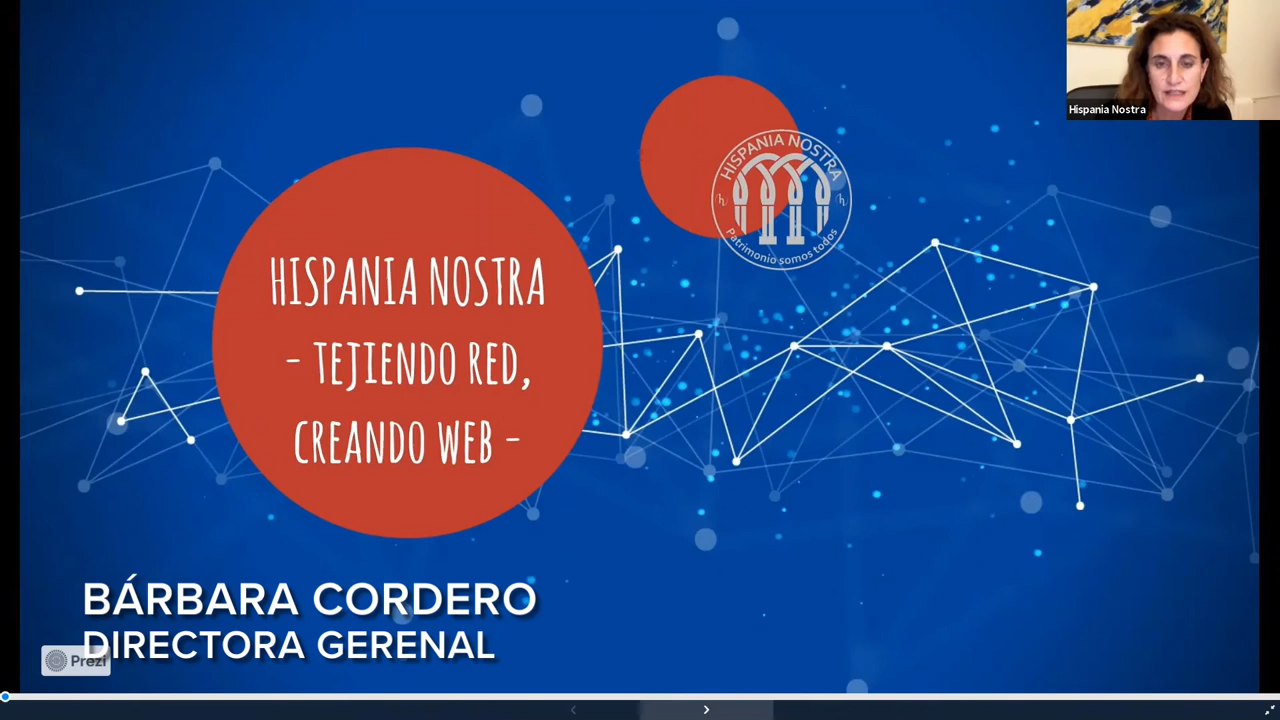 Hispania Nostra
HISPANIA NOSTRA
Patrimonio somos todos
HISPANIA NOSTRA
- TEJIENDO RED,
CREANDO WEB -
BÁRBARA CORDERO
DIRECTORA GERENAL
Prezi